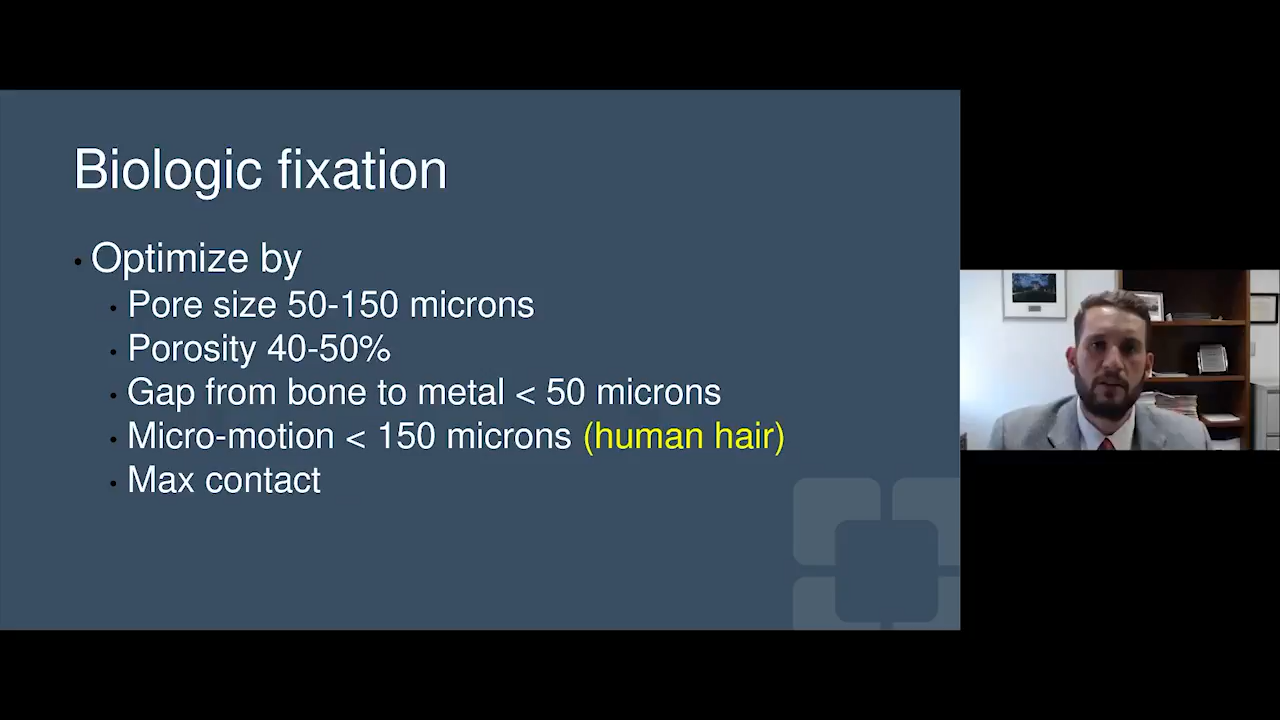 Biologic fixation
• Optimize by
• Pore size 50-150 microns
• Porosity 40-50%
• Gap from bone to metal < 50 microns
• Micro-motion < 150 microns (human hair)
• Max contact